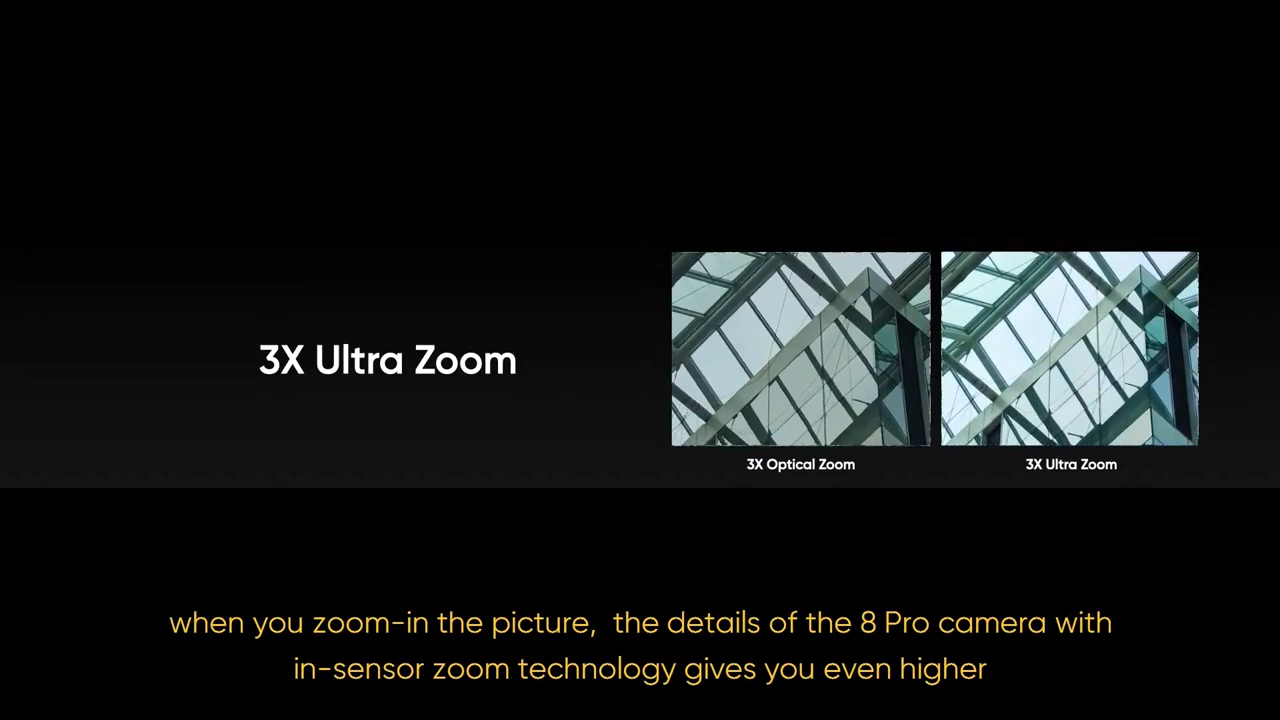 3X Ultra Zoom
3X Optical Zoom
3X Ultra Zoom
when you zoom-in the picture,  the details of the 8 Pro camera with
in-sensor zoom technology gives you even higher